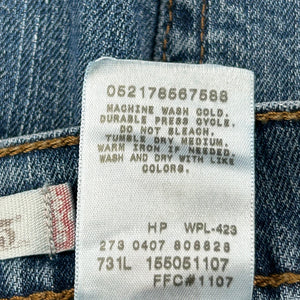 052178567588
MACHINE WASH COLD.
DURABLE PRESS CYCLE.
DO NOT BLEACH.
TUMBLE DRY MEDIUM.
WARM IRON IF NEEDED.
WASH AND DRY WITH LIKE
COLORS.
HP WPL-423
273 0407 808828
731L 155051107
FFC#1107